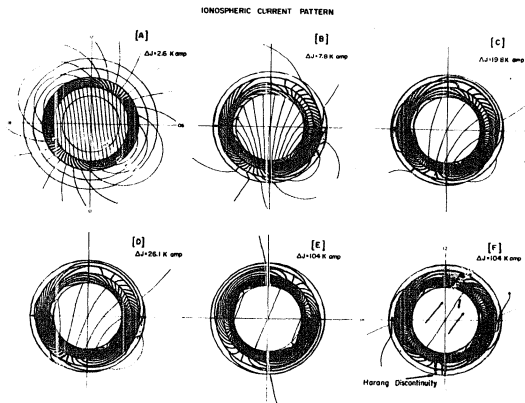 IONOSPHERIC CURRENT PATTERN
[A]
ΔJ=2.6 K amp
[B]
ΔJ=7.8 K amp
[C]
ΔJ=19.8 K amp
06
[D]
ΔJ=26.1 K amp
[E]
ΔJ=104 K amp
[F]
ΔJ=104 K amp
12
Harang Discontinuity